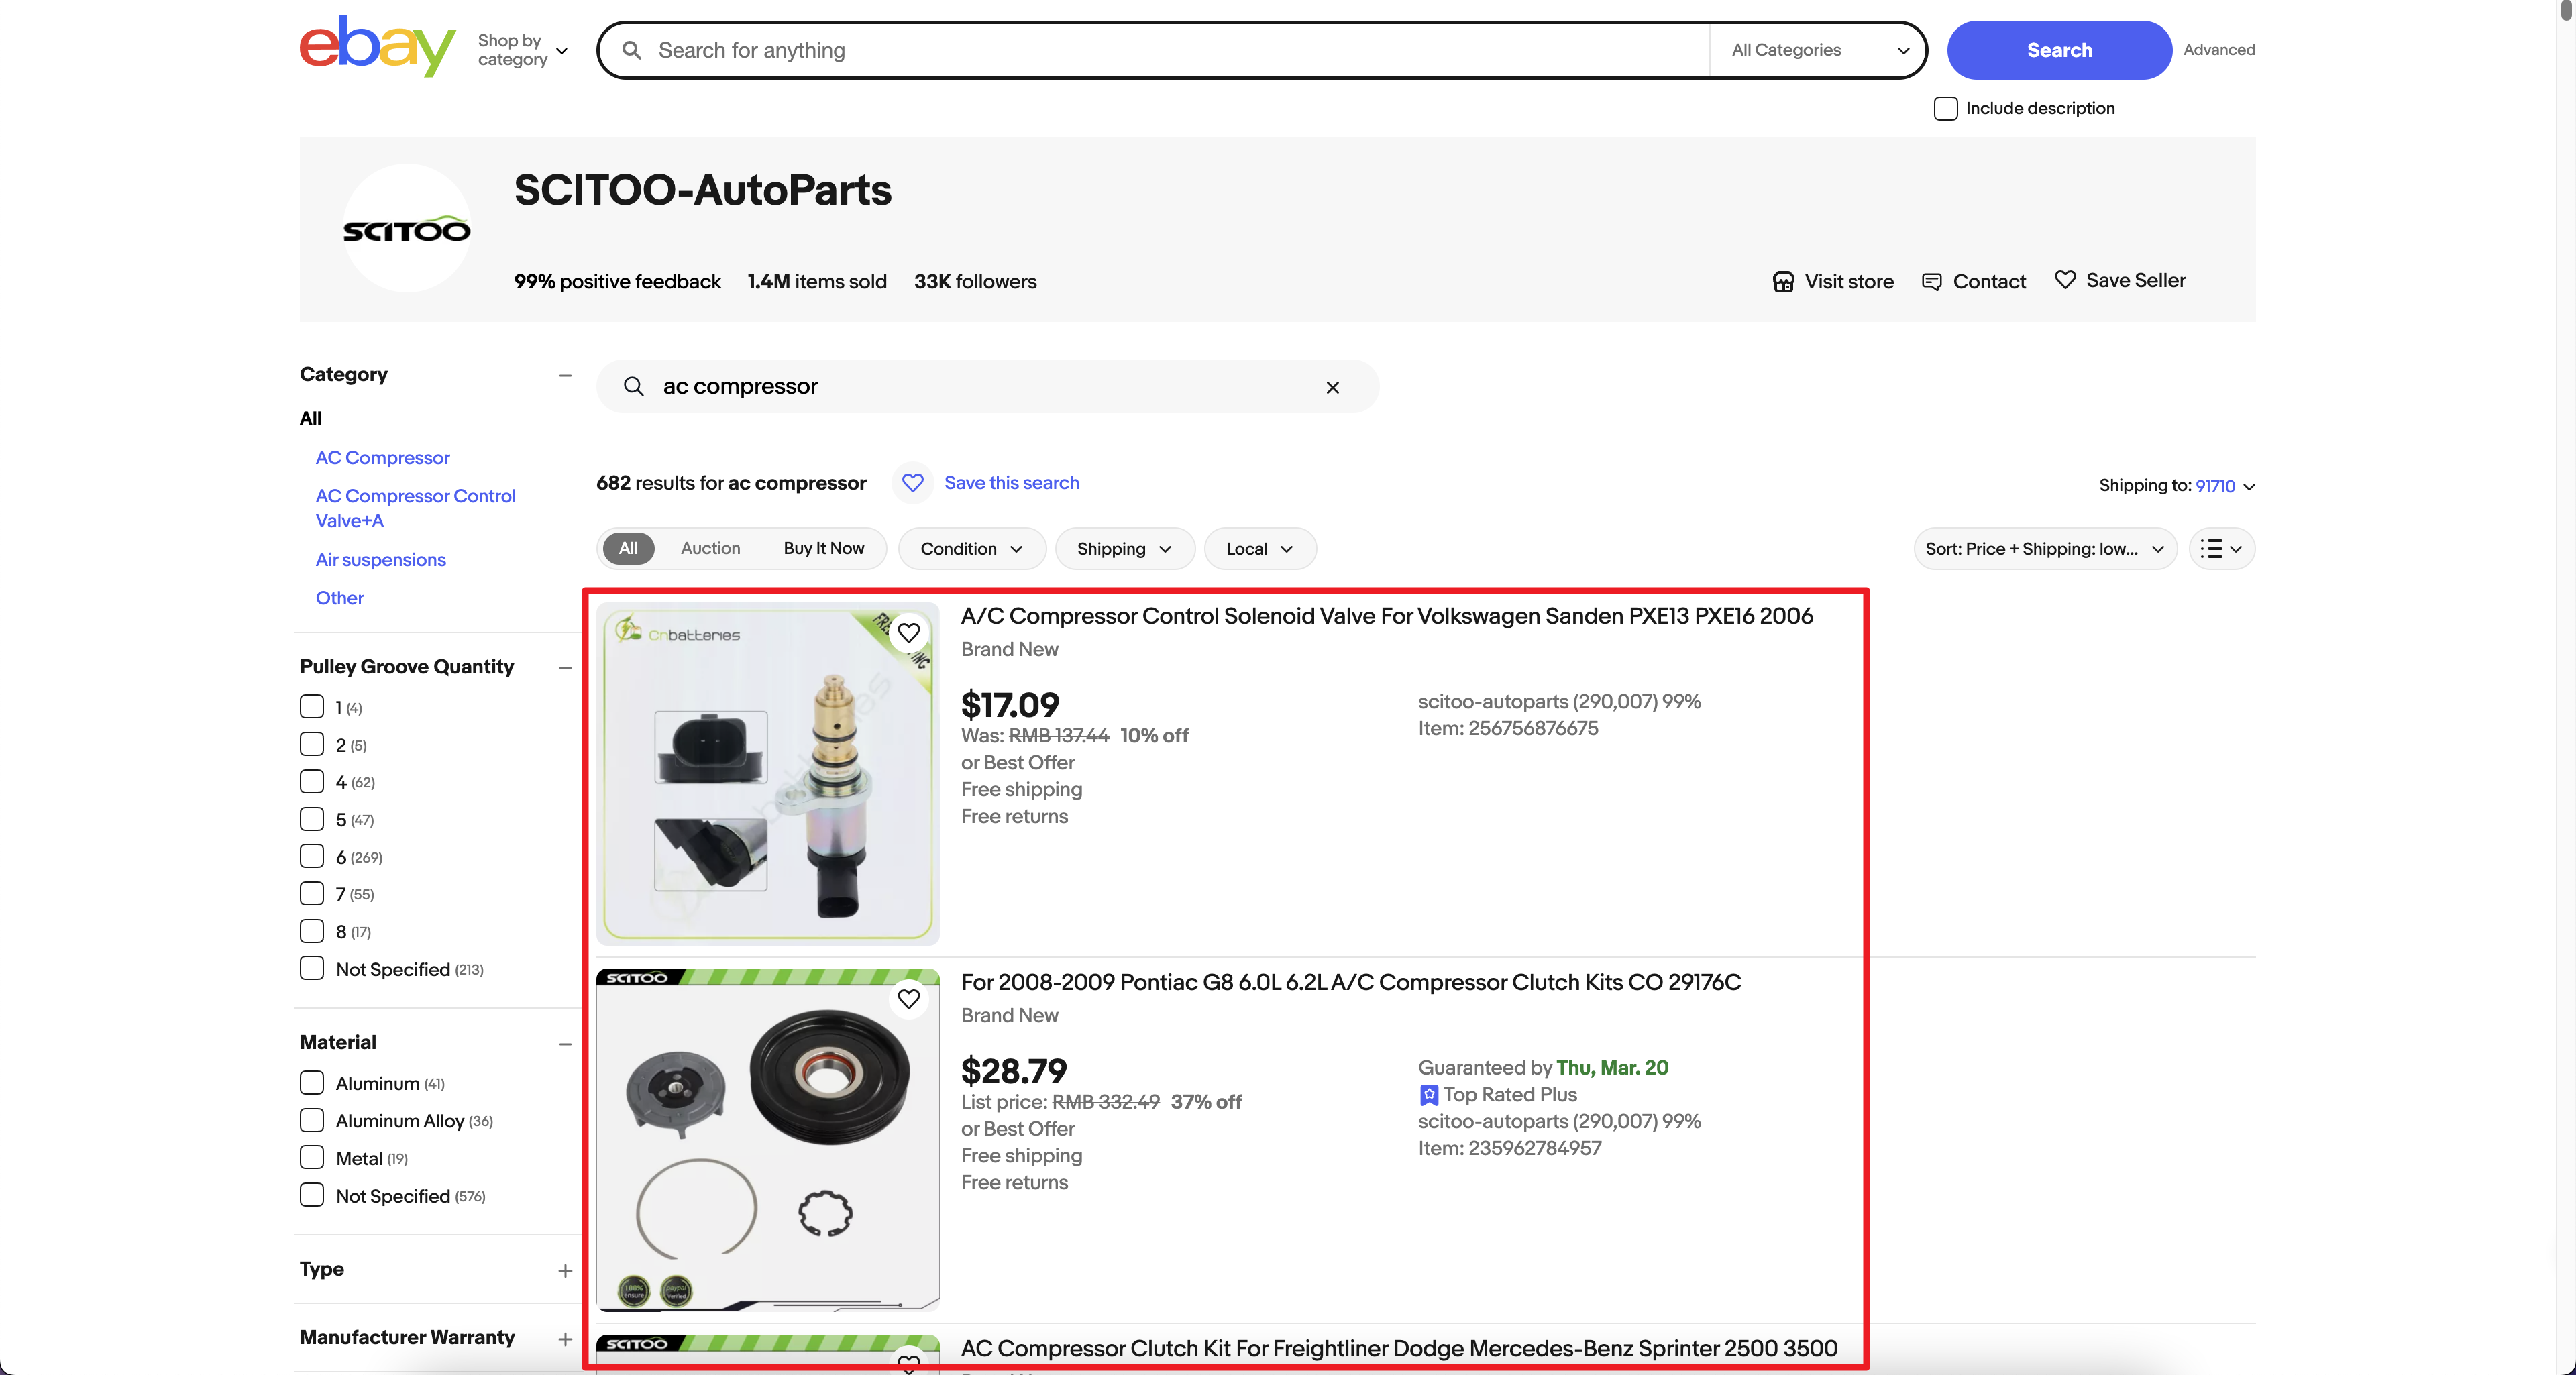 ebay
Shop by
category
Search for anything
All Categories
Search
Advanced
Include description
SCITOO
SCITOO-AutoParts
99% positive feedback 1.4M items sold 33K followers
Visit store
Contact
Save Seller
Category
All
AC Compressor
AC Compressor Control
Valve+A
Air suspensions
Other
Pulley Groove Quantity
1 (4)
2 (5)
4 (62)
5 (47)
6 (269)
7 (55)
8 (17)
Not Specified (213)
Material
Aluminum (41)
Aluminum Alloy (36)
Metal (19)
Not Specified (576)
Type
Manufacturer Warranty
ac compressor
682 results for ac compressor
Save this search
Shipping to: 91710
All
Auction
Buy It Now
Condition
Shipping
Local
Sort: Price + Shipping: low...
Cnbatteries
A/C Compressor Control Solenoid Valve For Volkswagen Sanden PXE13 PXE16 2006
Brand New
$17.09
Was: RMB 137.44 10% off
or Best Offer
Free shipping
Free returns
scitoo-autoparts (290,007) 99%
Item: 256756876675
SCITOO
For 2008-2009 Pontiac G8 6.0L 6.2L A/C Compressor Clutch Kits CO 29176C
Brand New
$28.79
List price: RMB 332.49 37% off
or Best Offer
Free shipping
Free returns
Guaranteed by Thu, Mar. 20
Top Rated Plus
scitoo-autoparts (290,007) 99%
Item: 235962784957
100%
ensure
paypal
verified
SCITOO
AC Compressor Clutch Kit For Freightliner Dodge Mercedes-Benz Sprinter 2500 3500